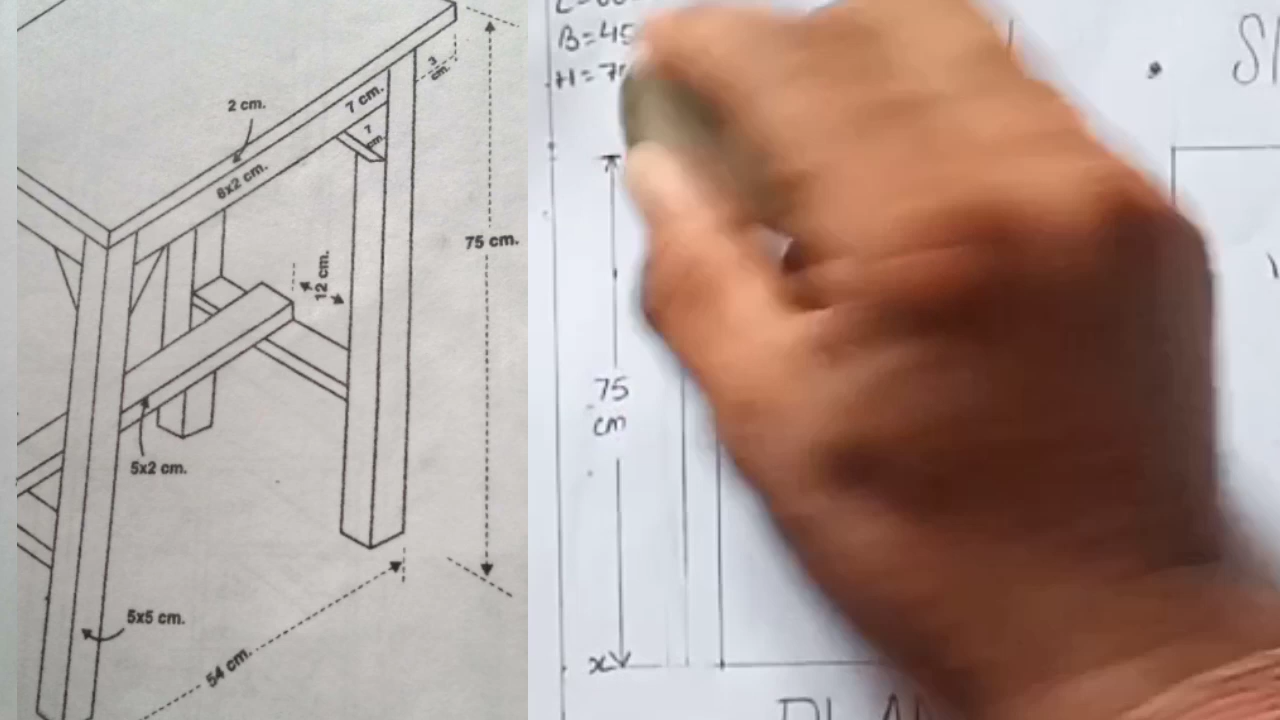 3
cm.
2 cm.
7 cm.
7
cm.
8x2 cm.
75 cm.
12 cm.
5x2 cm.
5x5 cm.
54 cm.
B=45
75
cm
x